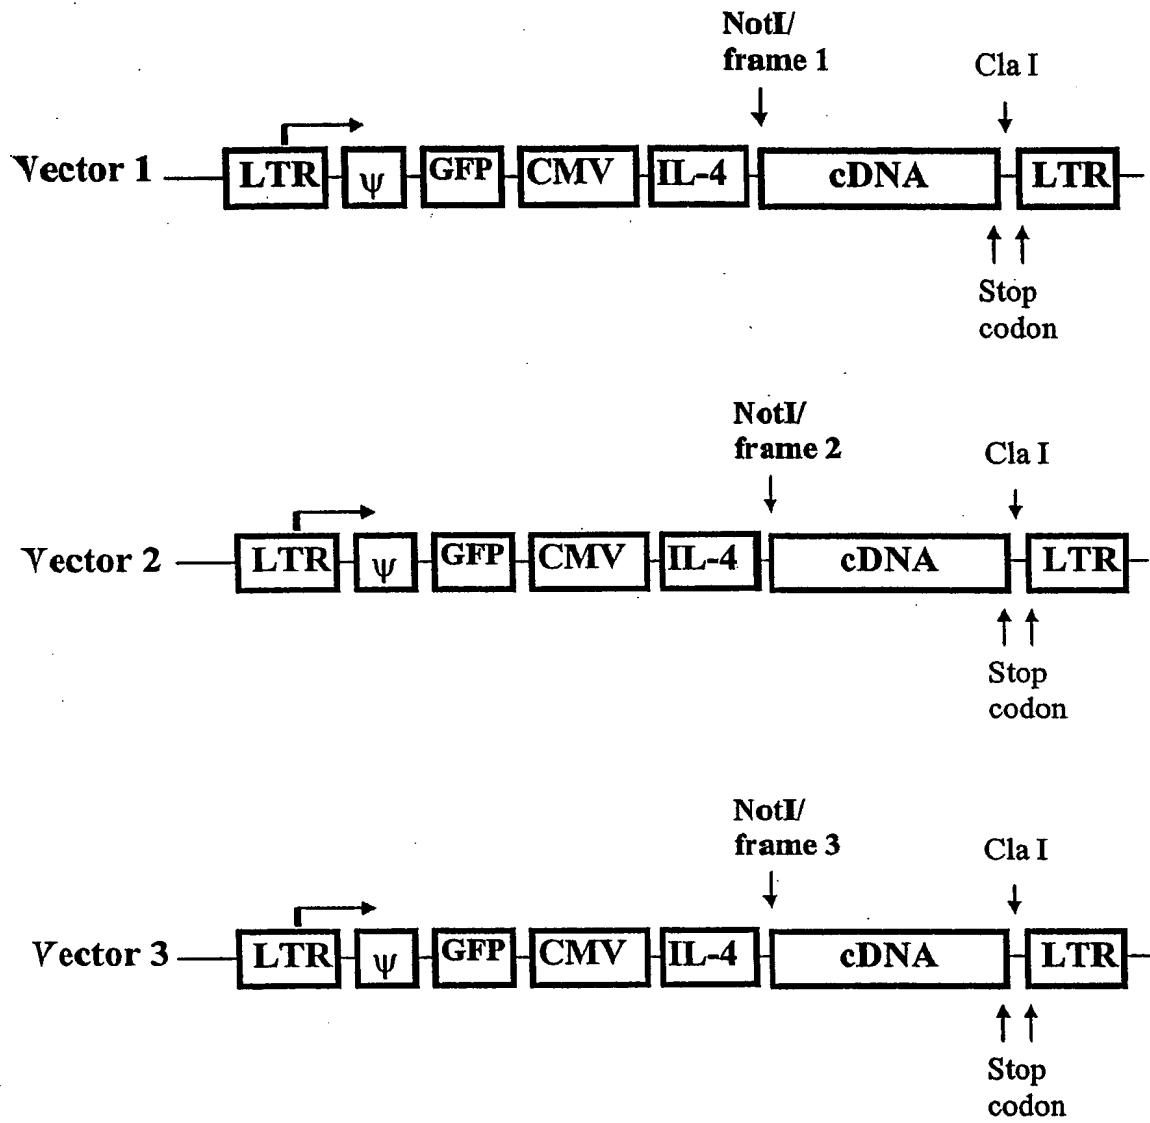 NotI/
frame 1
Cla I
Vector 1 LTR ψ GFP CMV IL-4 cDNA LTR
Stop
codon
NotI/
frame 2
Cla I
Vector 2 LTR ψ GFP CMV IL-4 cDNA LTR
Stop
codon
NotI/
frame 3
Cla I
Vector 3 LTR ψ GFP CMV IL-4 cDNA LTR
Stop
codon